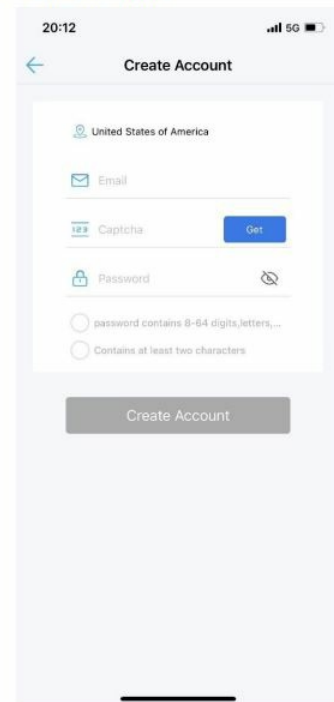 20:12
5G
Create Account
United States of America
Email
123 Captcha
Get
Password
password contains 8-64 digits,letters,...
Contains at least two characters
Create Account